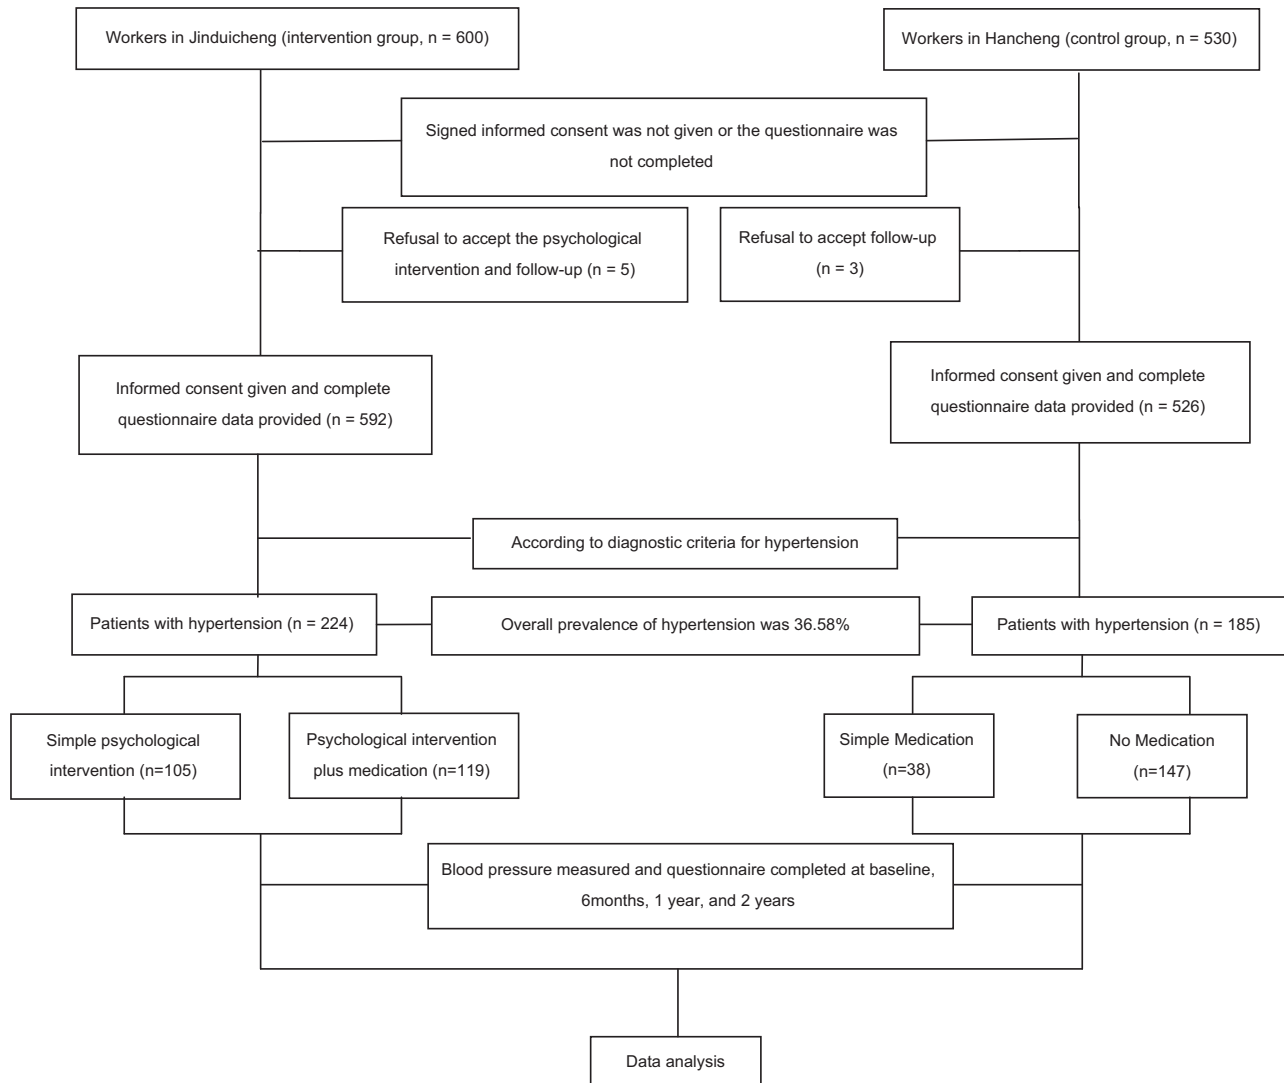 Workers in Jinduicheng (intervention group, n = 600)
Workers in Hancheng (control group, n = 530)
Signed informed consent was not given or the questionnaire was
not completed
Refusal to accept the psychological
intervention and follow-up (n = 5)
Refusal to accept follow-up
(n = 3)
Informed consent given and complete
questionnaire data provided (n = 592)
Informed consent given and complete
questionnaire data provided (n = 526)
According to diagnostic criteria for hypertension
Patients with hypertension (n = 224)
Overall prevalence of hypertension was 36.58%
Patients with hypertension (n = 185)
Simple psychological
intervention (n=105)
Psychological intervention
plus medication (n=119)
Simple Medication
(n=38)
No Medication
(n=147)
Blood pressure measured and questionnaire completed at baseline,
6months, 1 year, and 2 years
Data analysis